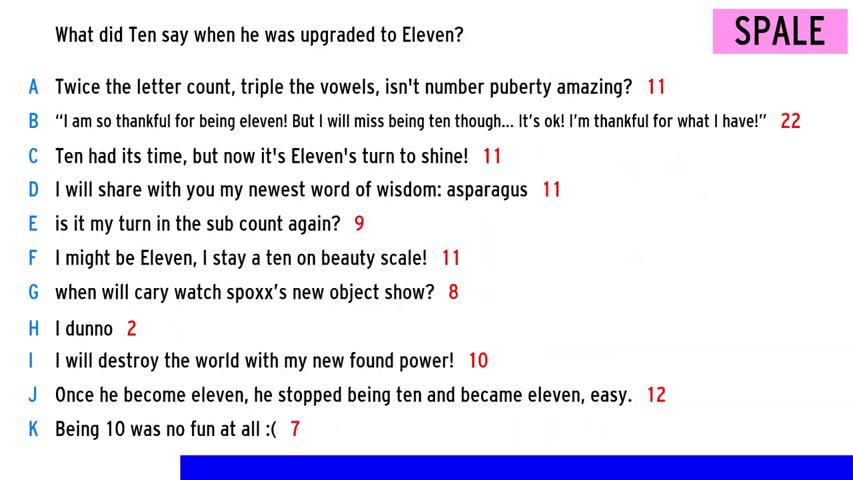 What did Ten say when he was upgraded to Eleven?
SPALE
A Twice the letter count, triple the vowels, isn't number puberty amazing? 11
B “I am so thankful for being eleven! But I will miss being ten though... It’s ok! I’m thankful for what I have!” 22
C Ten had its time, but now it's Eleven's turn to shine! 11
D I will share with you my newest word of wisdom: asparagus 11
E is it my turn in the sub count again? 9
F I might be Eleven, I stay a ten on beauty scale! 11
G when will cary watch spoxx’s new object show? 8
H I dunno 2
I I will destroy the world with my new found power! 10
J Once he become eleven, he stopped being ten and became eleven, easy. 12
K Being 10 was no fun at all :( 7